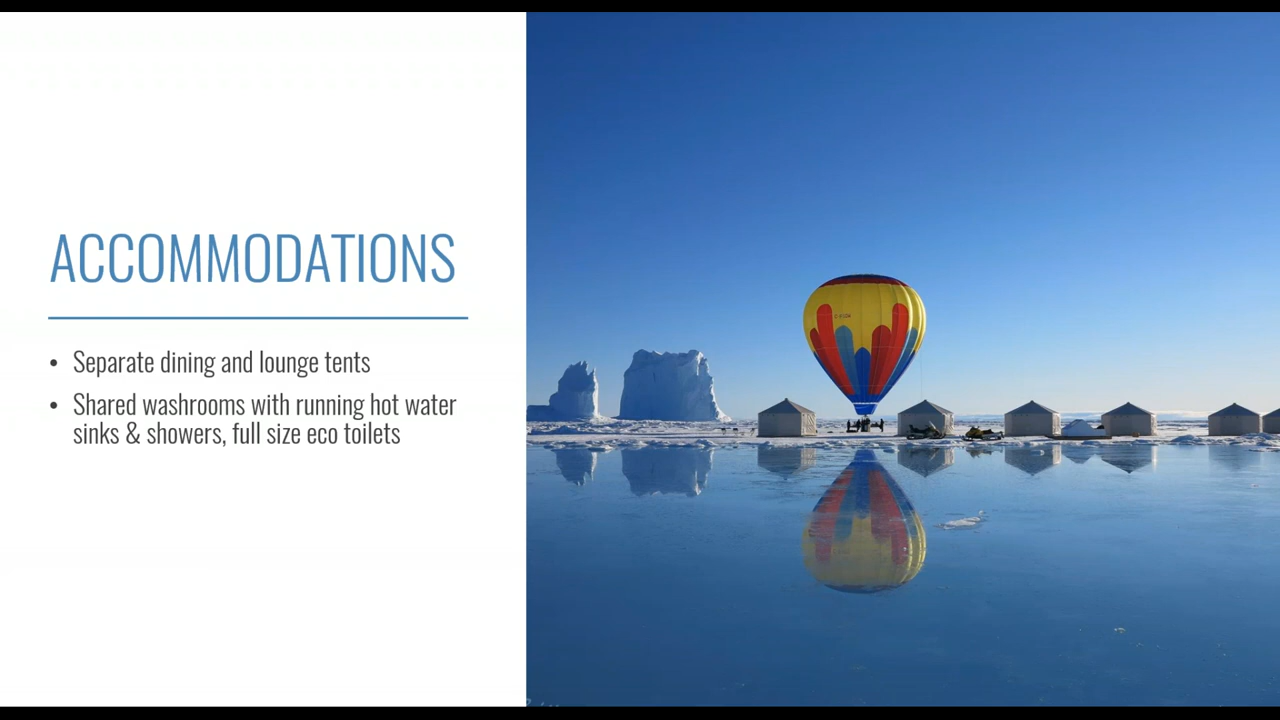 ACCOMMODATIONS
• Separate dining and lounge tents
• Shared washrooms with running hot water
sinks & showers, full size eco toilets